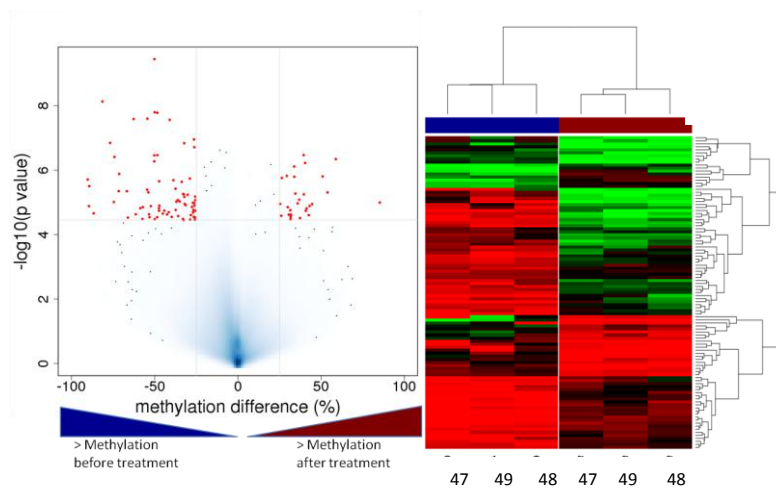 -log10(p value)
8
6
4
2
0
-100 -50 0 50 100
methylation difference (%)
> Methylation
before treatment
> Methylation
after treatment
47 49 48 47 49 48